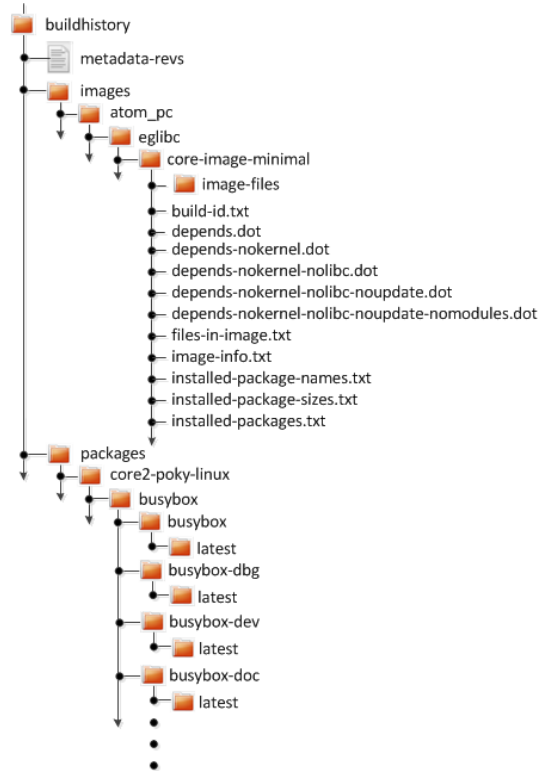 buildhistory
metadata-revs
images
atom_pc
eglibc
core-image-minimal
image-files
build-id.txt
depends.dot
depends-nokernel.dot
depends-nokernel-nolibc.dot
depends-nokernel-nolibc-noupdate.dot
depends-nokernel-nolibc-noupdate-nomodules.dot
files-in-image.txt
image-info.txt
installed-package-names.txt
installed-package-sizes.txt
installed-packages.txt
packages
core2-poky-linux
busybox
busybox
latest
busybox-dbg
latest
busybox-dev
latest
busybox-doc
latest